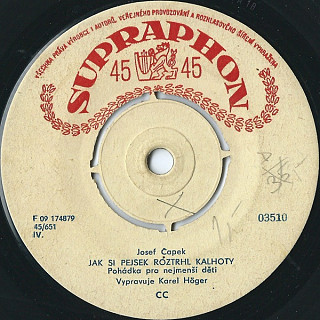 VŠECHNA PRÁVA VÝROBCE I AUTORŮ. VEŘEJNÉHO PROVOZOVÁNÍ A ROZHLASOVÉHO ŠÍŘENÍ VYHRAZENA
SUPRAPHON
45 45
F 09 174879
45/651
IV.
03510
Josef Čapek
JAK SI PEJSEK ROZTRHL KALHOTY
Pohádka pro nejmenší děti
Vypravuje Karel Höger
CC